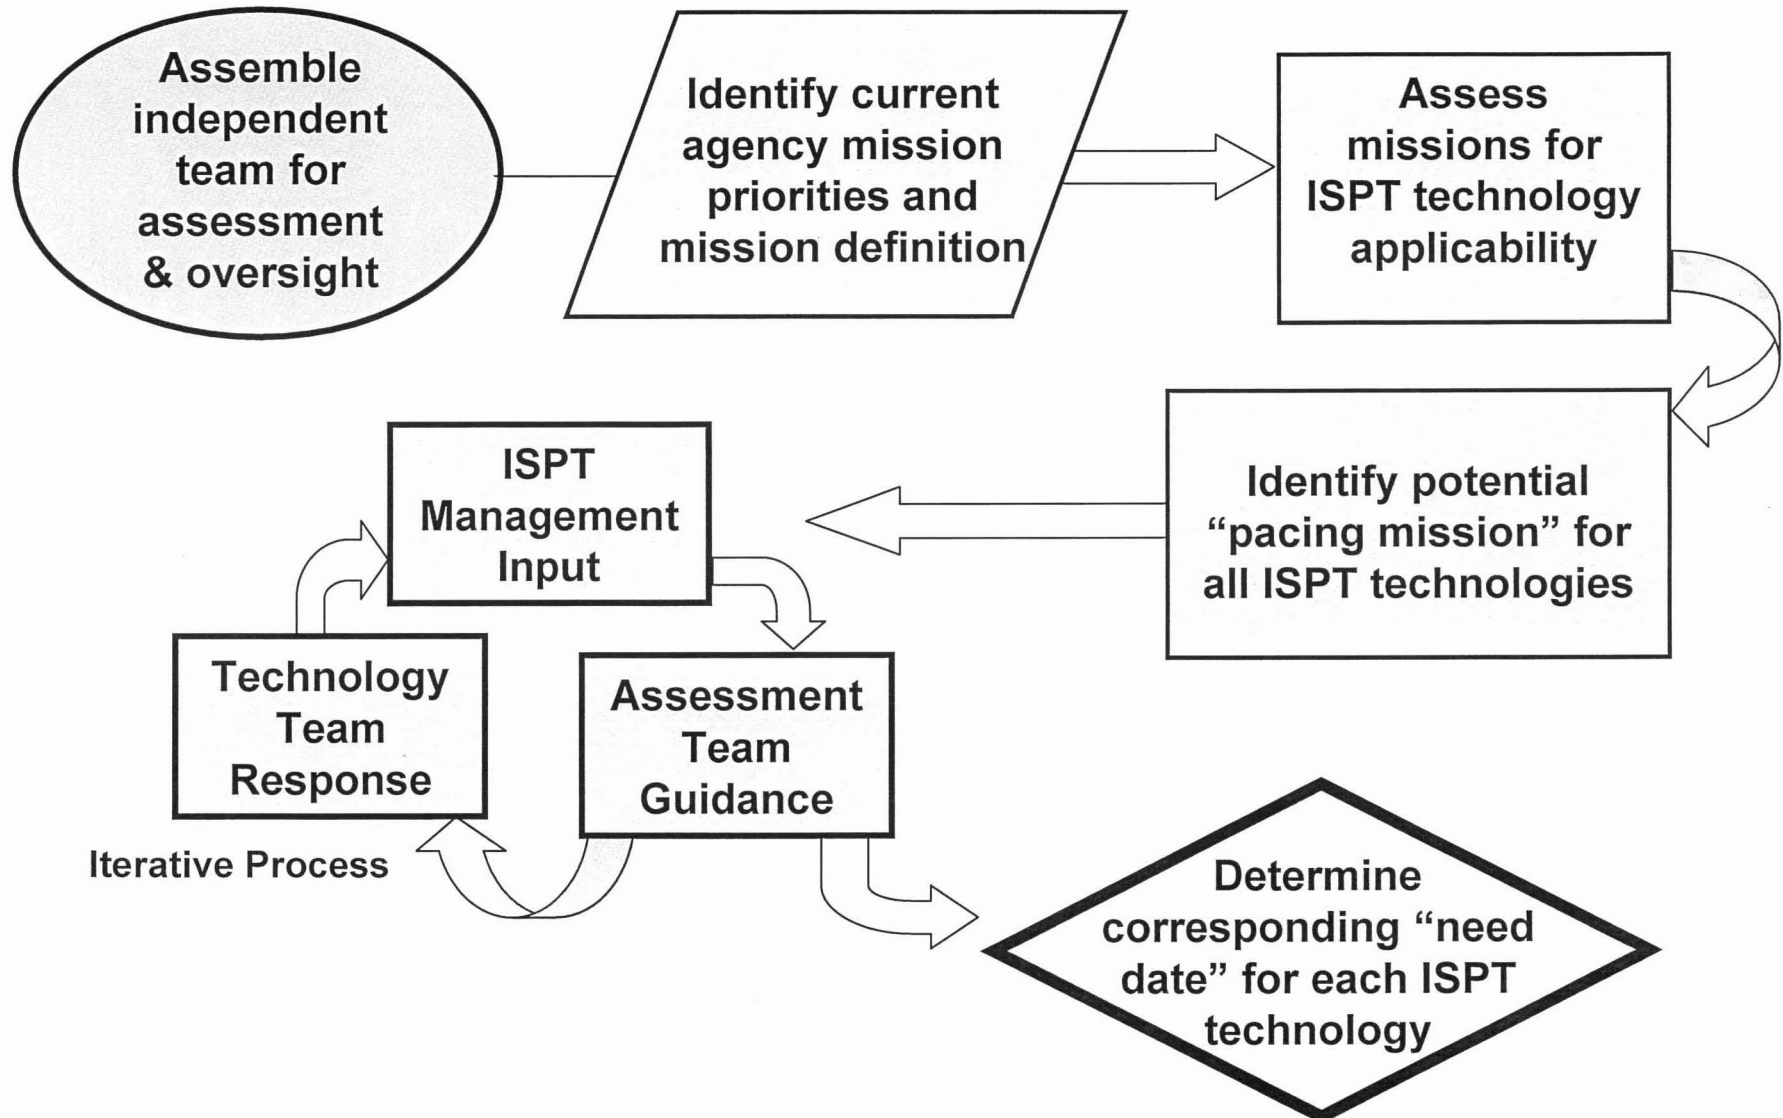 Assemble
independent
team for
assessment
& oversight
Identify current
agency mission
priorities and
mission definition
Assess
missions for
ISPT technology
applicability
Identify potential
“pacing mission” for
all ISPT technologies
ISPT
Management
Input
Technology
Team
Response
Assessment
Team
Guidance
Iterative Process
Determine
corresponding “need
date” for each ISPT
technology